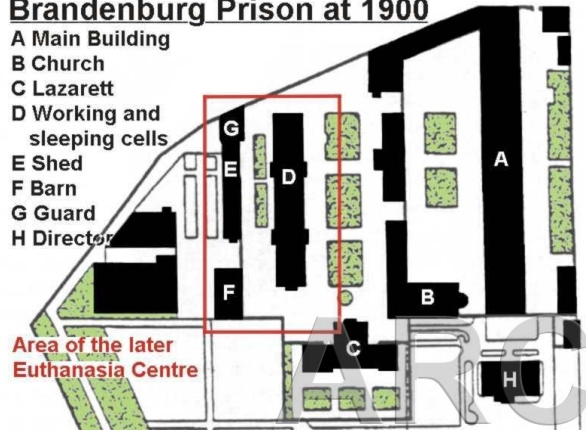 Brandenburg Prison at 1900
A Main Building
B Church
C Lazarett
D Working and
sleeping cells
E Shed
F Barn
G Guard
H Director
G
E
D
A
F
B
C
H
Area of the later
Euthanasia Centre
ARC